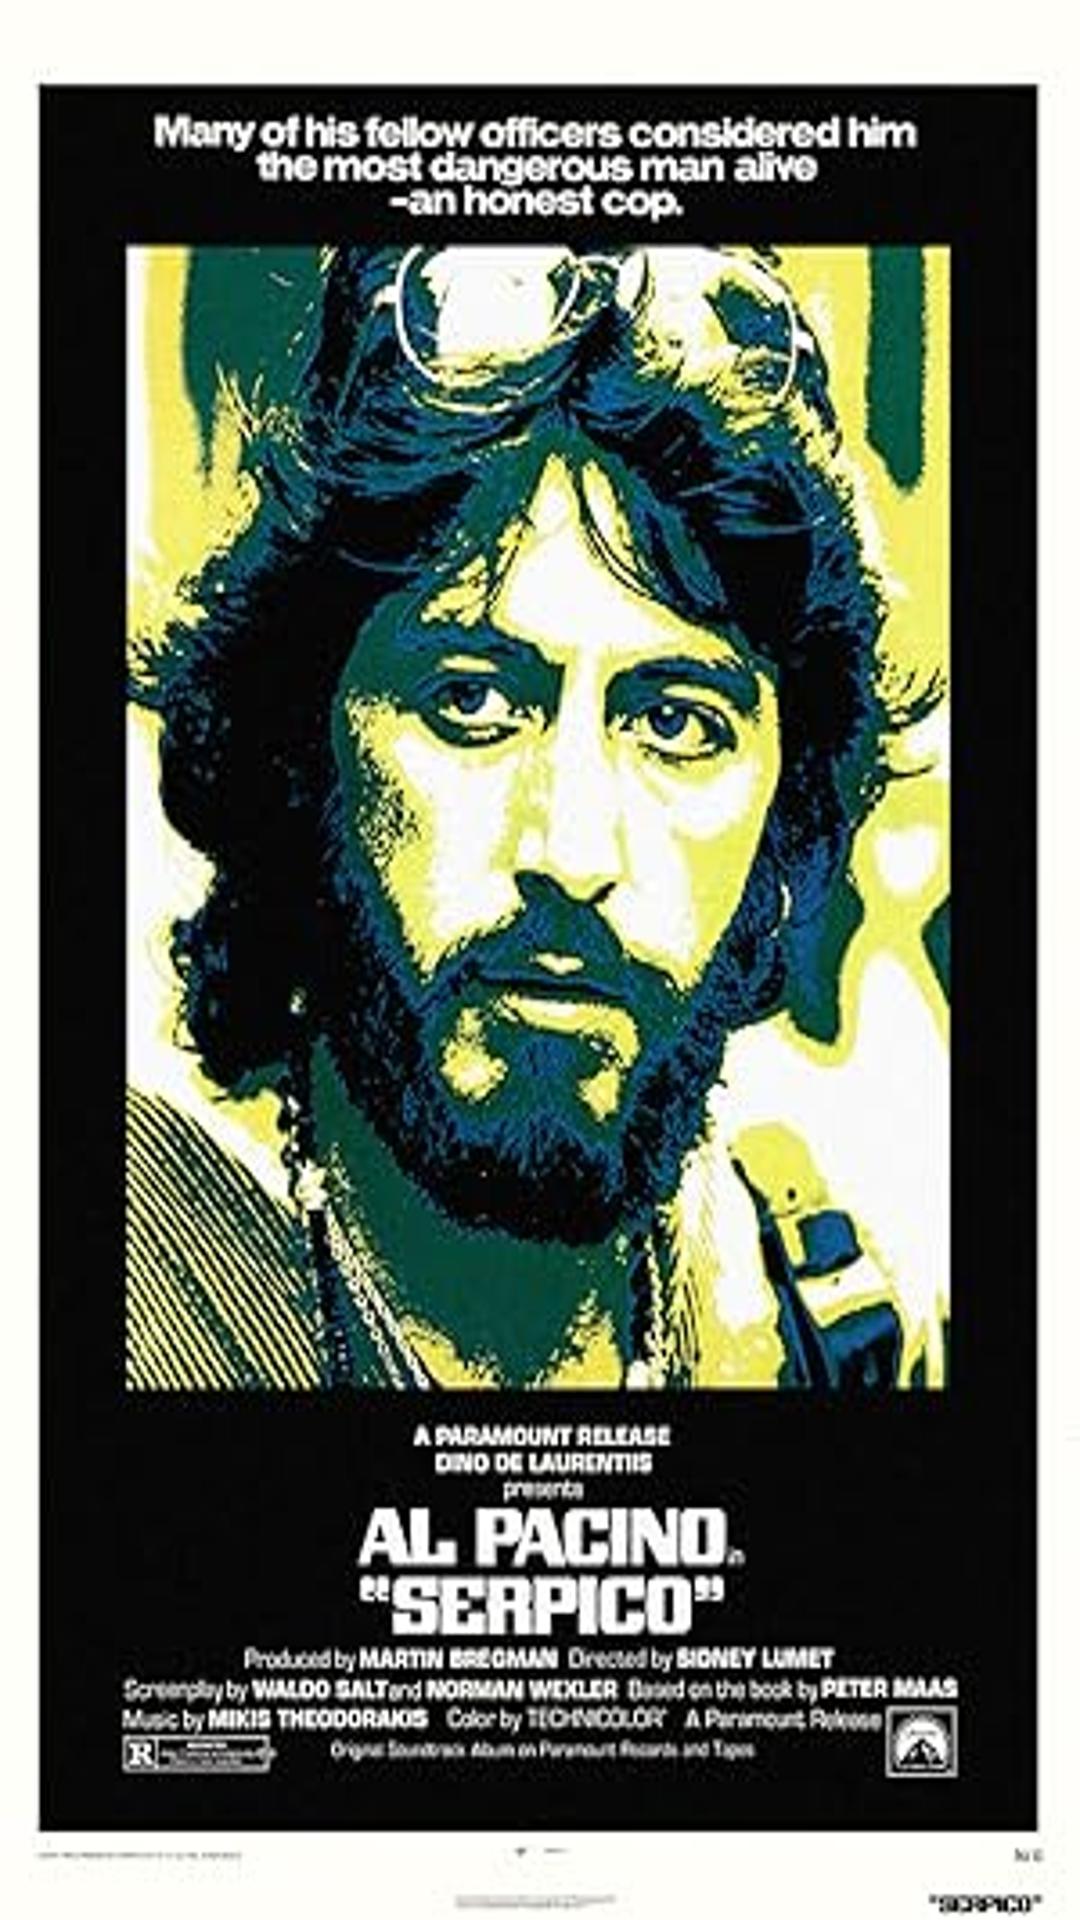 Many of his fellow officers considered him
the most dangerous man alive
–an honest cop.
A PARAMOUNT RELEASE
DINO DE LAURENTIIS
presents
AL PACINO in
"SERPICO"
Produced by MARTIN BREGMAN Directed by SIDNEY LUMET
Screenplay by WALDO SALT and NORMAN WEXLER Based on the book by PETER MAAS
Music by MIKIS THEODORAKIS Color by TECHNICOLOR® A Paramount Release
R
Original Soundtrack Album on Paramount Records and Tapes
"SERPICO"